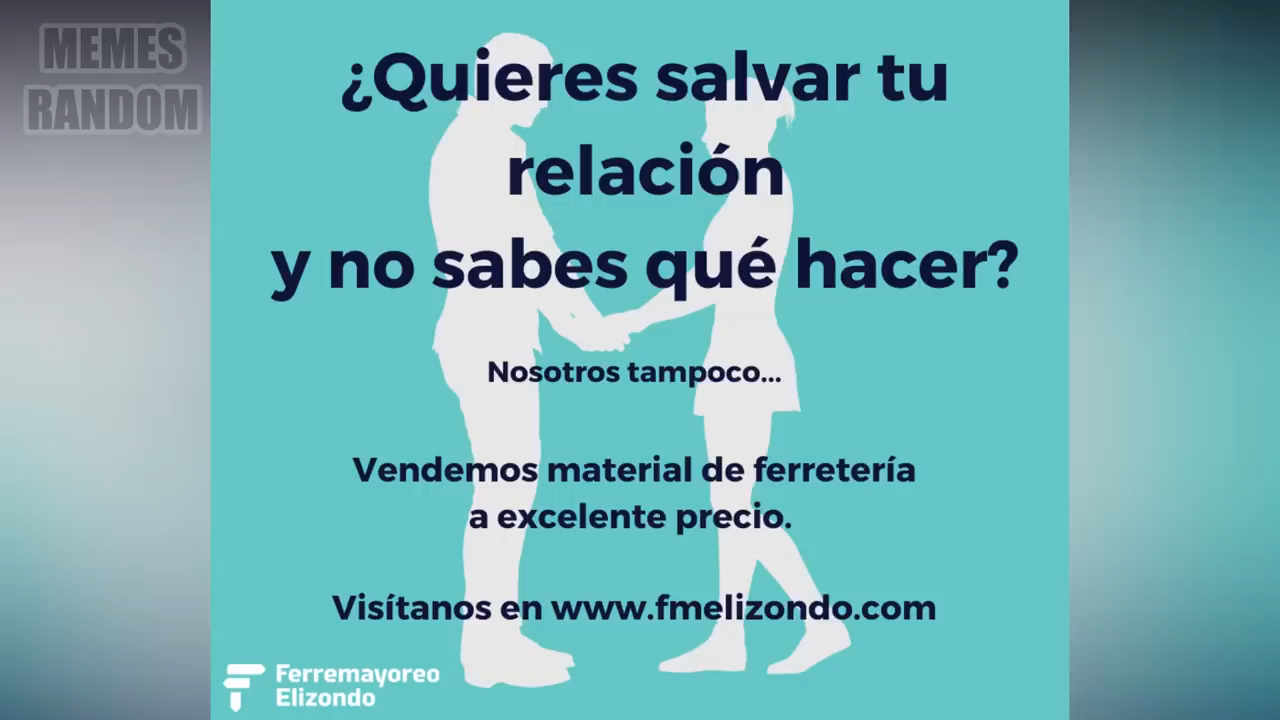 MEMES
RANDOM
¿Quieres salvar tu
relación
y no sabes qué hacer?
Nosotros tampoco...
Vendemos material de ferretería
a excelente precio.
Visítanos en www.fmelizondo.com
Ferremayoreo
Elizondo